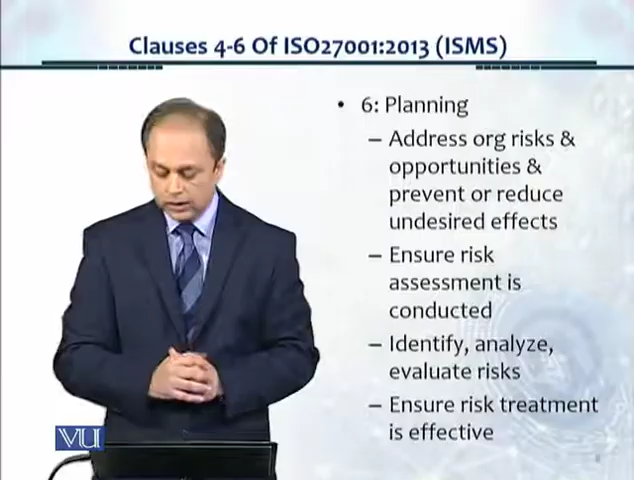 Clauses 4-6 Of ISO27001:2013 (ISMS)
• 6: Planning
– Address org risks &
opportunities &
prevent or reduce
undesired effects
– Ensure risk
assessment is
conducted
– Identify, analyze,
evaluate risks
– Ensure risk treatment
is effective
VU